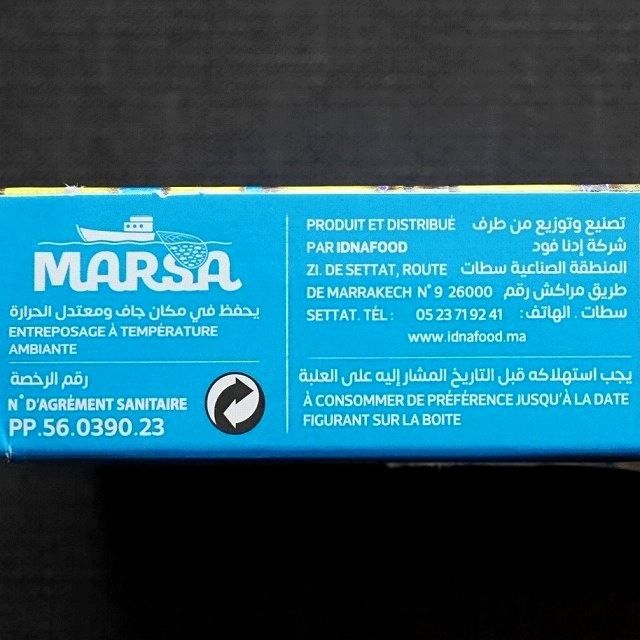 MARSA
يحفظ في مكان جاف ومعتدل الحرارة
ENTREPOSAGE À TEMPÉRATURE
AMBIANTE
رقم الرخصة
N° D'AGRÉMENT SANITAIRE
PP.56.0390.23
PRODUIT ET DISTRIBUÉ تصنيع وتوزيع من طرف
PAR IDNAFOOD شركة إدنا فود
ZI. DE SETTAT, ROUTE المنطقة الصناعية سطات
DE MARRAKECH N° 9 26000 طريق مراكش رقم
SETTAT. TÉL : 05 23 71 92 41 سطات . الهاتف:
www.idnafood.ma
يجب استهلاكه قبل التاريخ المشار إليه على العلبة
À CONSOMMER DE PRÉFÉRENCE JUSQU'À LA DATE
FIGURANT SUR LA BOITE